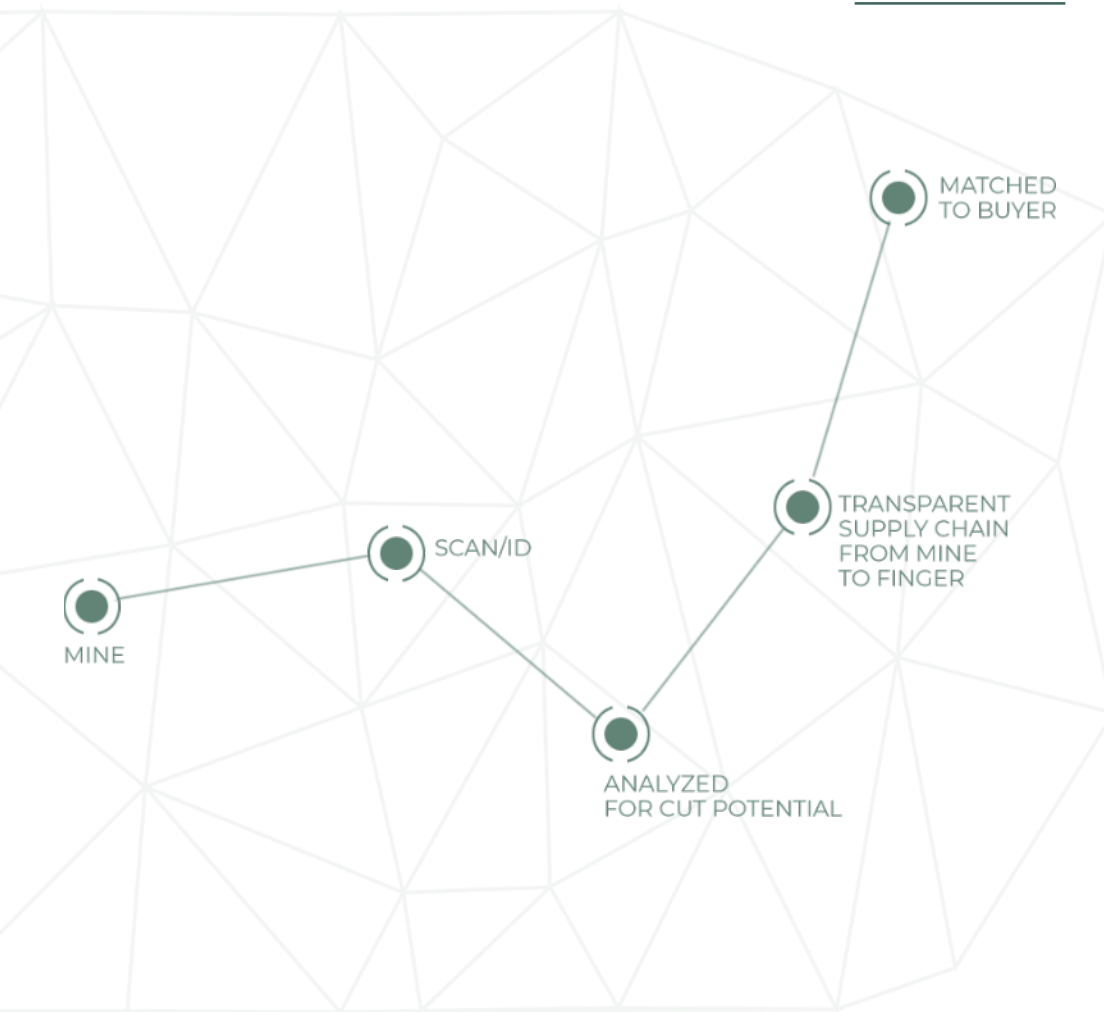 MATCHED
TO BUYER
TRANSPARENT
SUPPLY CHAIN
FROM MINE
TO FINGER
SCAN/ID
MINE
ANALYZED
FOR CUT POTENTIAL